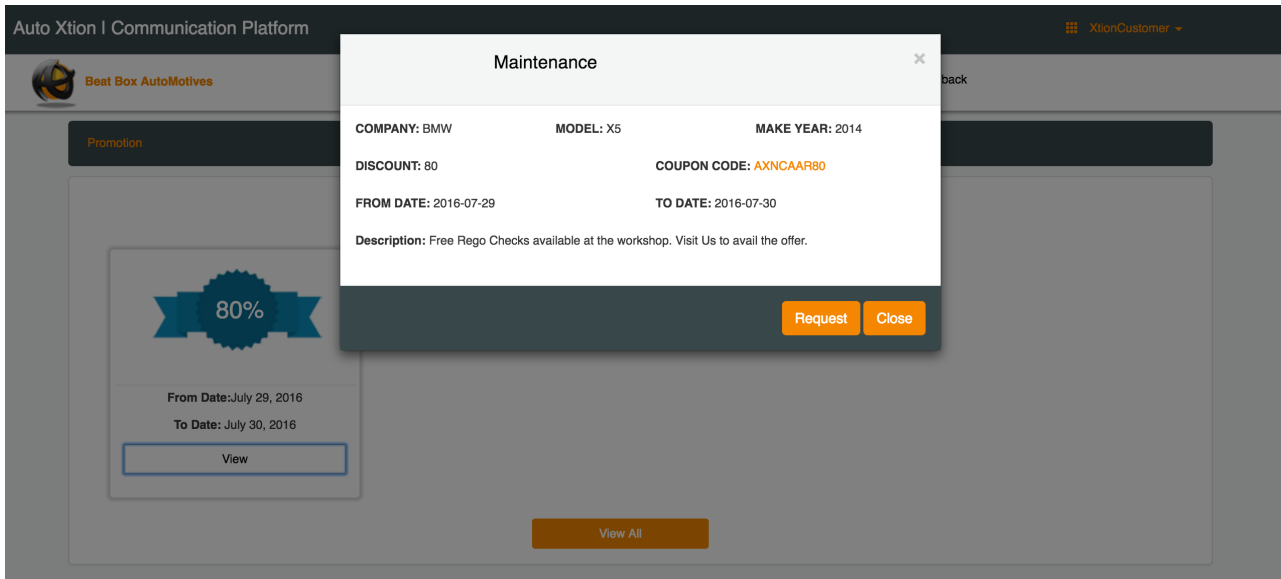 Auto Xtion I Communication Platform
XtionCustomer
Beat Box AutoMotives
back
Promotion
Maintenance
×
COMPANY: BMW MODEL: X5 MAKE YEAR: 2014
DISCOUNT: 80 COUPON CODE: AXNCAAR80
FROM DATE: 2016-07-29 TO DATE: 2016-07-30
Description: Free Rego Checks available at the workshop. Visit Us to avail the offer.
Request Close
80%
From Date:July 29, 2016
To Date: July 30, 2016
View
View All